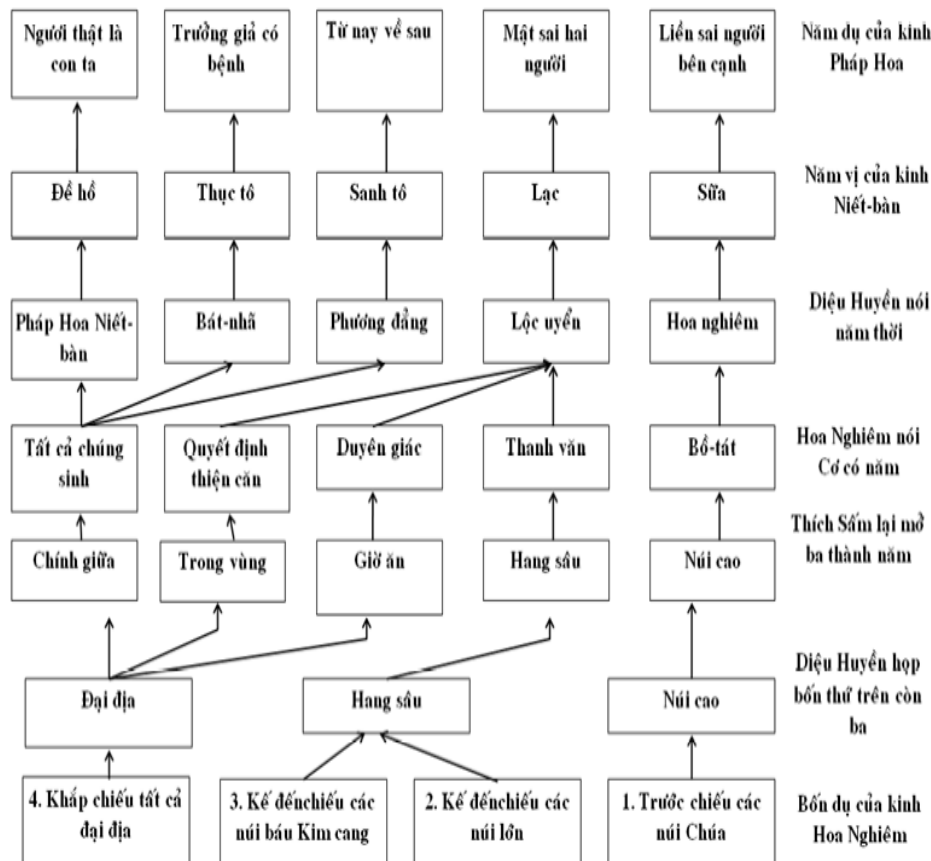 Người thật là
con ta
Trưởng giả có
bệnh
Từ nay về sau
Mật sai hai
người
Liền sai người
bên cạnh
Năm dụ của kinh
Pháp Hoa
Đề hồ
Thục tô
Sanh tô
Lạc
Sữa
Năm vị của kinh
Niết-bàn
Pháp Hoa Niết-
bàn
Bát-nhã
Phương đẳng
Lộc uyển
Hoa nghiêm
Diệu Huyền nói
năm thời
Tất cả chúng
sinh
Quyết định
thiện căn
Duyên giác
Thanh văn
Bồ-tát
Hoa Nghiêm nói
Cơ có năm
Chính giữa
Trong vùng
Giờ ăn
Hang sâu
Núi cao
Thích Sấm lại mở
ba thành năm
Đại địa
Hang sâu
Núi cao
Diệu Huyền họp
bốn thứ trên còn
ba
4. Khắp chiếu tất cả
đại địa
3. Kế đếnchiếu các
núi báu Kim cang
2. Kế đếnchiếu các
núi lớn
1. Trước chiếu các
núi Chúa
Bốn dụ của kinh
Hoa Nghiêm